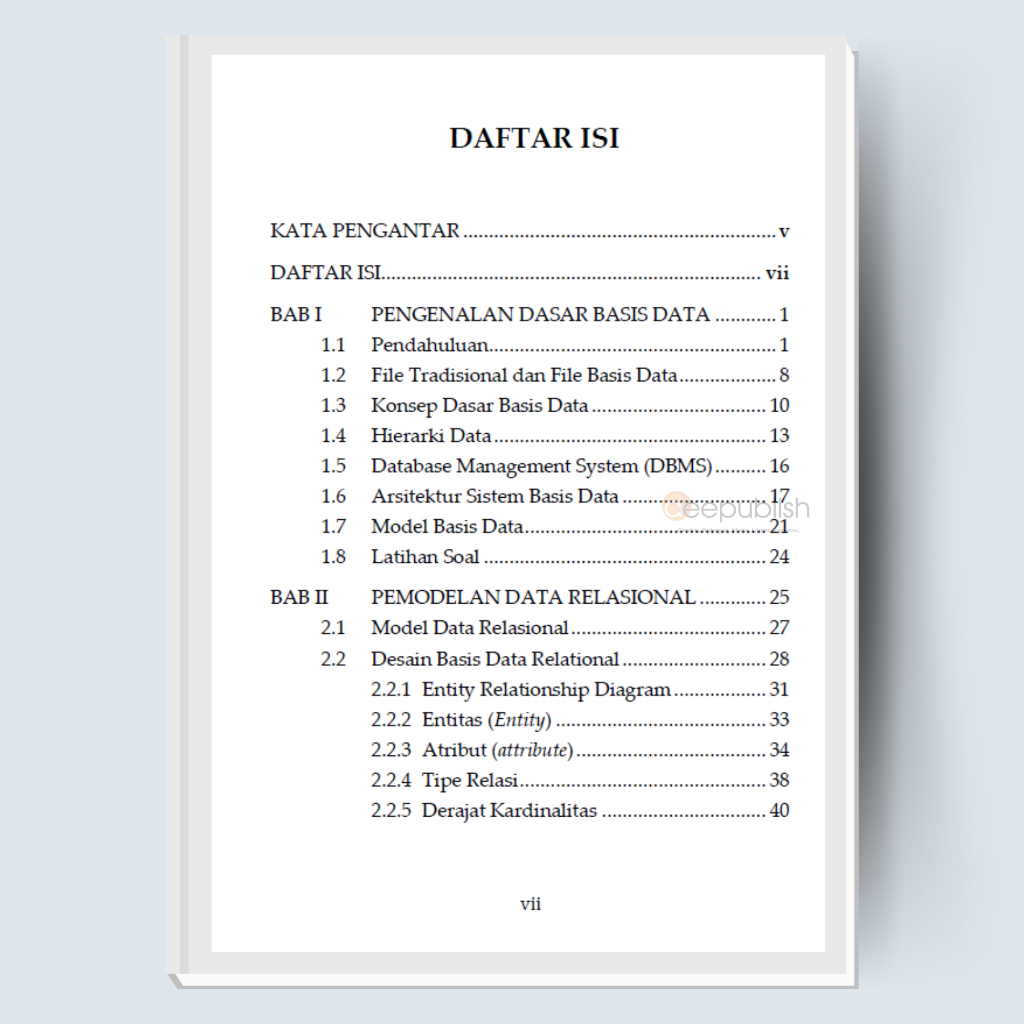 DAFTAR ISI
KATA PENGANTAR ............................................................. v
DAFTAR ISI.......................................................................... vii
BAB I PENGENALAN DASAR BASIS DATA ............ 1
1.1 Pendahuluan........................................................ 1
1.2 File Tradisional dan File Basis Data................... 8
1.3 Konsep Dasar Basis Data .................................. 10
1.4 Hierarki Data ..................................................... 13
1.5 Database Management System (DBMS).......... 16
1.6 Arsitektur Sistem Basis Data ............................ 17
deepublish
1.7 Model Basis Data............................................... 21
1.8 Latihan Soal ....................................................... 24
BAB II PEMODELAN DATA RELASIONAL ............. 25
2.1 Model Data Relasional...................................... 27
2.2 Desain Basis Data Relational ............................ 28
2.2.1 Entity Relationship Diagram .................. 31
2.2.2 Entitas (Entity) ......................................... 33
2.2.3 Atribut (attribute) ..................................... 34
2.2.4 Tipe Relasi................................................ 38
2.2.5 Derajat Kardinalitas ................................ 40
vii